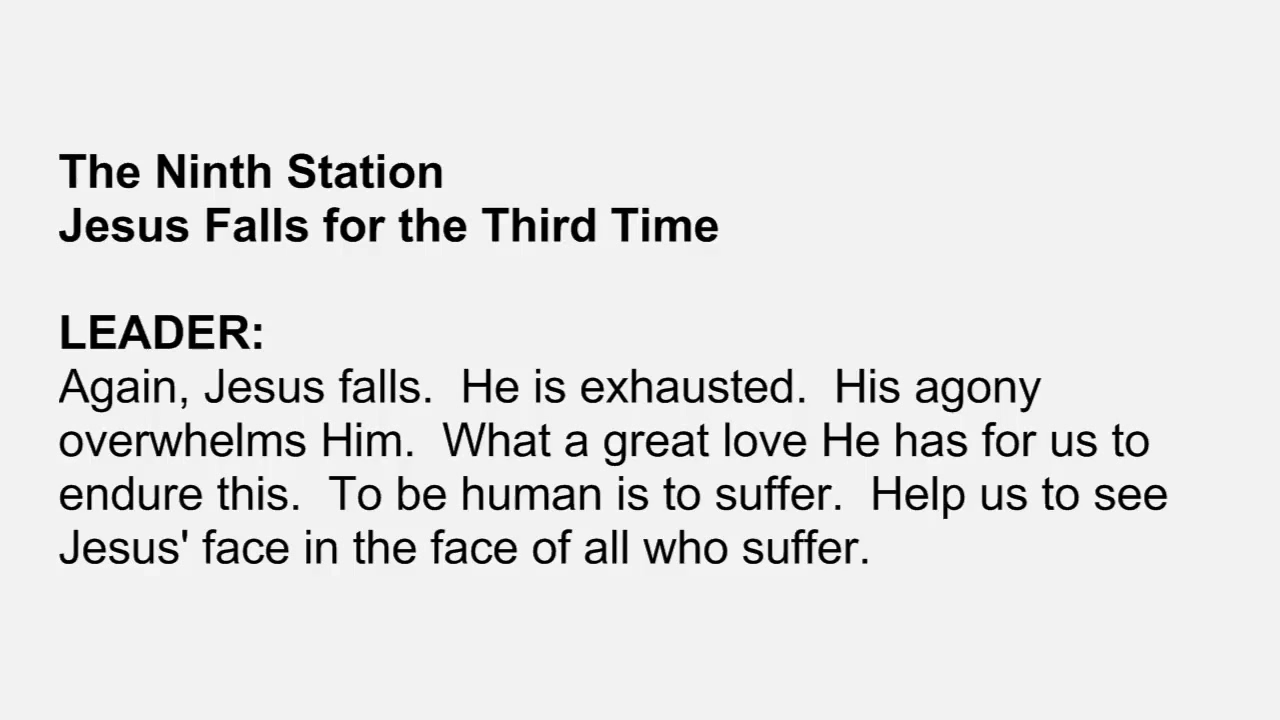 The Ninth Station
Jesus Falls for the Third Time
LEADER:
Again, Jesus falls.  He is exhausted.  His agony
overwhelms Him.  What a great love He has for us to
endure this.  To be human is to suffer.  Help us to see
Jesus' face in the face of all who suffer.